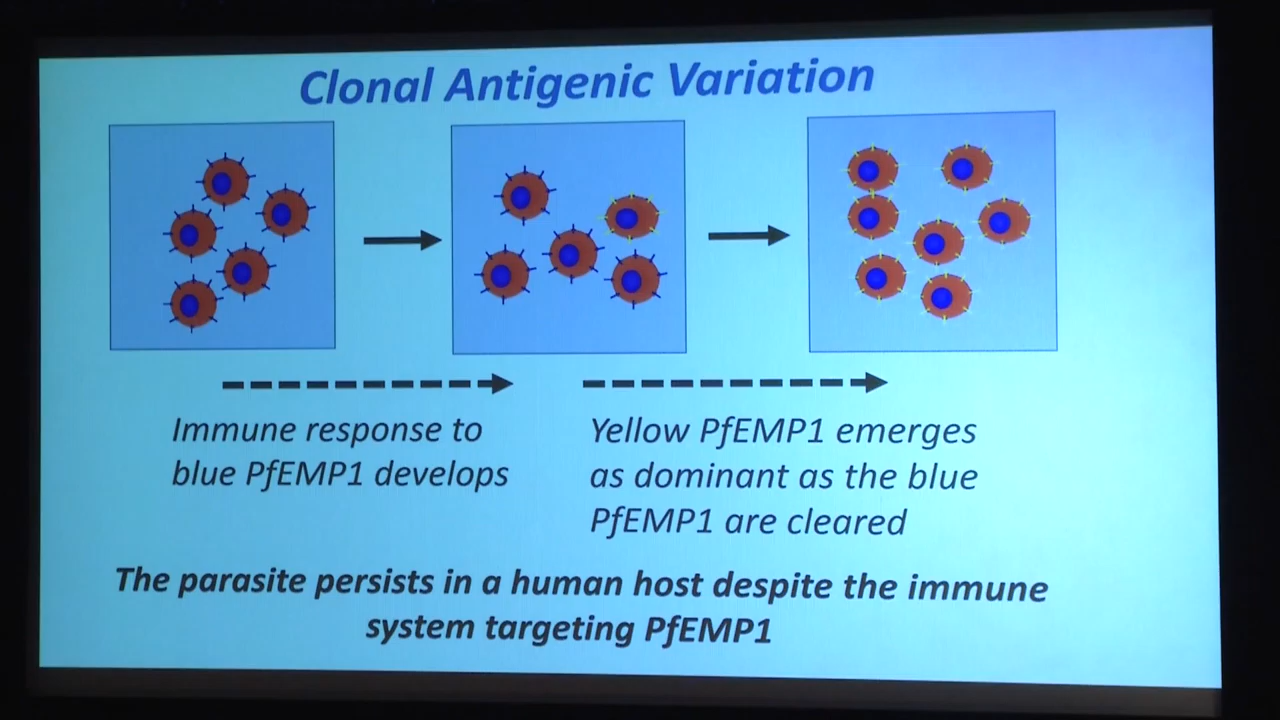 Clonal Antigenic Variation
Immune response to
blue PfEMP1 develops
Yellow PfEMP1 emerges
as dominant as the blue
PfEMP1 are cleared
The parasite persists in a human host despite the immune
system targeting PfEMP1